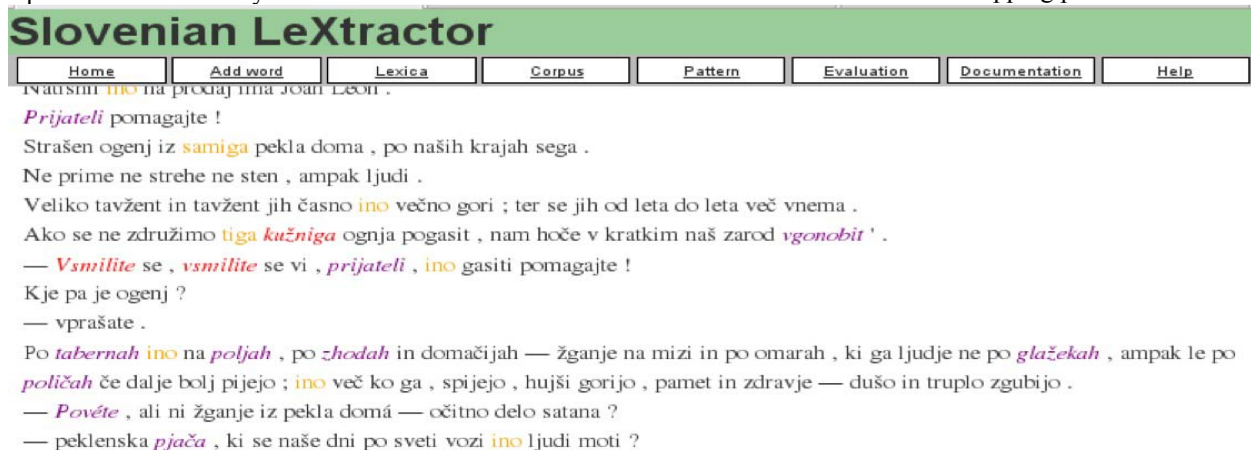 Slovenian LeXtractor
Home Add word Lexica Corpus Pattern Evaluation Documentation Help
Natisnil ino na prodaj ima Joan Leon .
Prijateli pomagajte !
Strašen ogenj iz samiga pekla doma , po naših krajah sega .
Ne prime ne strehe ne sten , ampak ljudi .
Veliko tavžent in tavžent jih časno ino večno gori ; ter se jih od leta do leta več vnema .
Ako se ne združimo tiga kužniga ognja pogasit , nam hoče v kratkim naš zarod vgonobit ' .
— Vsmilite se , vsmilite se vi , prijateli , ino gasiti pomagajte !
Kje pa je ogenj ?
— vprašate .
Po tabernah ino na poljah , po zhodah in domačijah — žganje na mizi in po omarah , ki ga ljudje ne po glažekah , ampak le po
poličah če dalje bolj pijejo ; ino več ko ga , spijejo , hujši gorijo , pamet in zdravje — dušo in truplo zgubijo .
— Povéte , ali ni žganje iz pekla domá — očitno delo satana ?
— peklenska pjača , ki se naše dni po sveti vozi ino ljudi moti ?